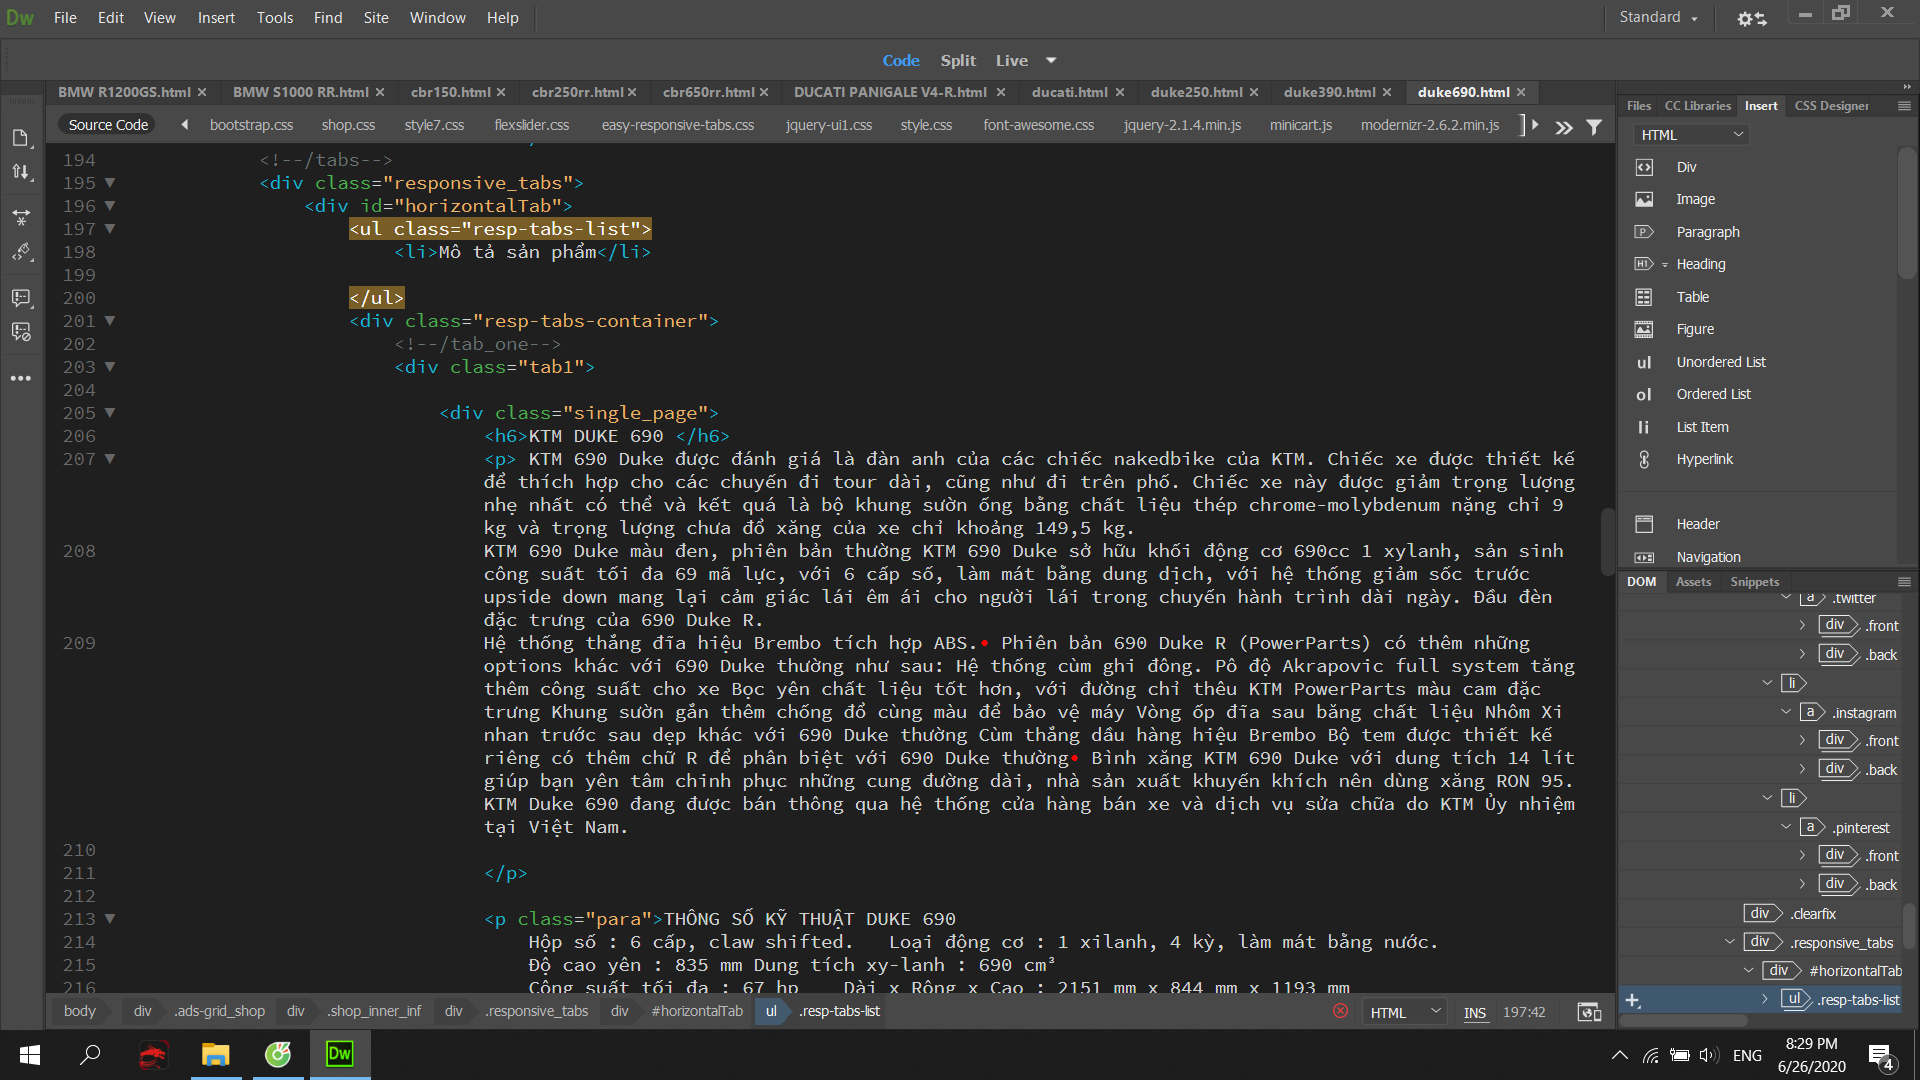 Dw File Edit View Insert Tools Find Site Window Help Standard
Code Split Live
BMW R1200GS.html BMW S1000 RR.html cbr150.html cbr250rr.html cbr650rr.html DUCATI PANIGALE V4-R.html ducati.html duke250.html duke390.html duke690.html
Source Code bootstrap.css shop.css style7.css flexslider.css easy-responsive-tabs.css jquery-ui1.css style.css font-awesome.css jquery-2.1.4.min.js minicart.js modernizr-2.6.2.min.js
194 <!--/tabs-->
195 <div class="responsive_tabs">
196 <div id="horizontalTab">
197 <ul class="resp-tabs-list">
198 <li>Mô tả sản phẩm</li>
199
200 </ul>
201 <div class="resp-tabs-container">
202 <!--/tab_one-->
203 <div class="tab1">
204
205 <div class="single_page">
206 <h6>KTM DUKE 690 </h6>
207 <p> KTM 690 Duke được đánh giá là đàn anh của các chiếc nakedbike của KTM. Chiếc xe được thiết kế
để thích hợp cho các chuyến đi tour dài, cũng như đi trên phố. Chiếc xe này được giảm trọng lượng
nhẹ nhất có thể và kết quả là bộ khung sườn ống bằng chất liệu thép chrome-molybdenum nặng chỉ 9
kg và trọng lượng chưa đổ xăng của xe chỉ khoảng 149,5 kg.
208 KTM 690 Duke màu đen, phiên bản thường KTM 690 Duke sở hữu khối động cơ 690cc 1 xylanh, sản sinh
công suất tối đa 69 mã lực, với 6 cấp số, làm mát bằng dung dịch, với hệ thống giảm sốc trước
upside down mang lại cảm giác lái êm ái cho người lái trong chuyến hành trình dài ngày. Đầu đèn
đặc trưng của 690 Duke R.
209 Hệ thống thắng đĩa hiệu Brembo tích hợp ABS.• Phiên bản 690 Duke R (PowerParts) có thêm những
options khác với 690 Duke thường như sau: Hệ thống cùm ghi đông. Pô độ Akrapovic full system tăng
thêm công suất cho xe Bọc yên chất liệu tốt hơn, với đường chỉ thêu KTM PowerParts màu cam đặc
trưng Khung sườn gắn thêm chống đổ cùng màu để bảo vệ máy Vòng ốp đĩa sau băng chất liệu Nhôm Xi
nhan trước sau dẹp khác với 690 Duke thường Cùm thắng dầu hàng hiệu Brembo Bộ tem được thiết kế
riêng có thêm chữ R để phân biệt với 690 Duke thường• Bình xăng KTM 690 Duke với dung tích 14 lít
giúp bạn yên tâm chinh phục những cung đường dài, nhà sản xuất khuyến khích nên dùng xăng RON 95.
KTM Duke 690 đang được bán thông qua hệ thống cửa hàng bán xe và dịch vụ sửa chữa do KTM Ủy nhiệm
tại Việt Nam.
210
211 </p>
212
213 <p class="para">THÔNG SỐ KỸ THUẬT DUKE 690
214 Hộp số : 6 cấp, claw shifted. Loại động cơ : 1 xilanh, 4 kỳ, làm mát bằng nước.
215 Độ cao yên : 835 mm Dung tích xy-lanh : 690 cm³
216 Công suất tối đa : 67 hp Dài x Rộng x Cao : 2151 mm x 844 mm x 1193 mm
body div .ads-grid_shop div .shop_inner_inf div .responsive_tabs div #horizontalTab ul .resp-tabs-list HTML INS 197:42
Files CC Libraries Insert CSS Designer
HTML
Div
Image
Paragraph
H1 Heading
Table
Figure
ul Unordered List
ol Ordered List
li List Item
Hyperlink
Header
Navigation
DOM Assets Snippets
a .twitter
div .front
div .back
li
a .instagram
div .front
div .back
li
a .pinterest
div .front
div .back
div .clearfix
div .responsive_tabs
div #horizontalTab
ul .resp-tabs-list
Dw ENG 8:29 PM
6/26/2020 4